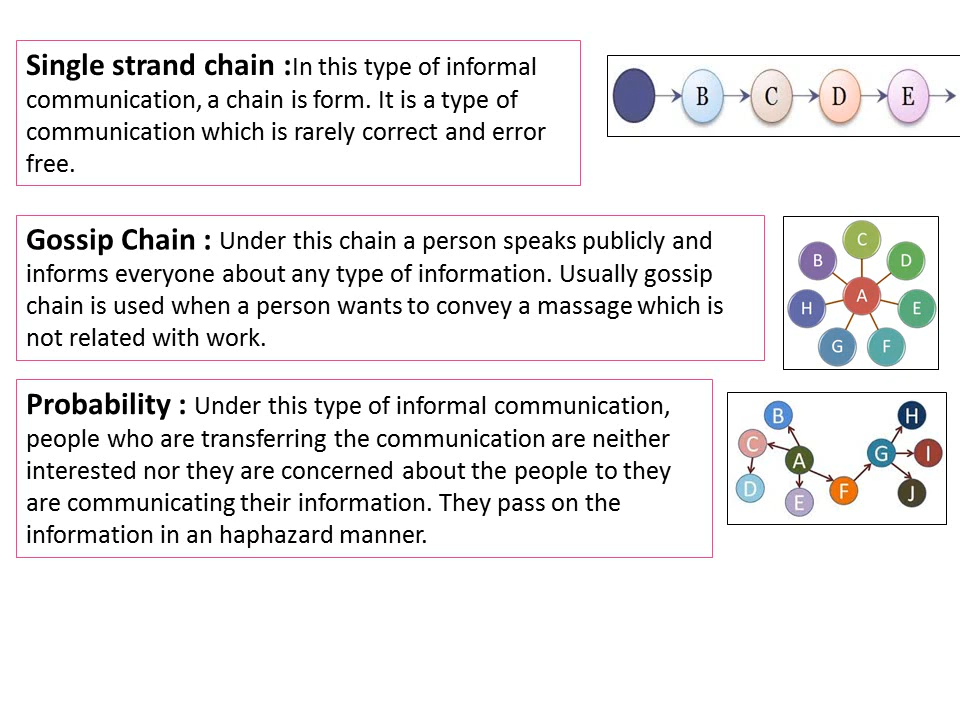 Single strand chain :In this type of informal
communication, a chain is form. It is a type of
communication which is rarely correct and error
free.
B C D E
Gossip Chain : Under this chain a person speaks publicly and
informs everyone about any type of information. Usually gossip
chain is used when a person wants to convey a massage which is
not related with work.
C
B D
A
H E
G F
Probability : Under this type of informal communication,
people who are transferring the communication are neither
interested nor they are concerned about the people to they
are communicating their information. They pass on the
information in an haphazard manner.
B H
C A G I
D E F J